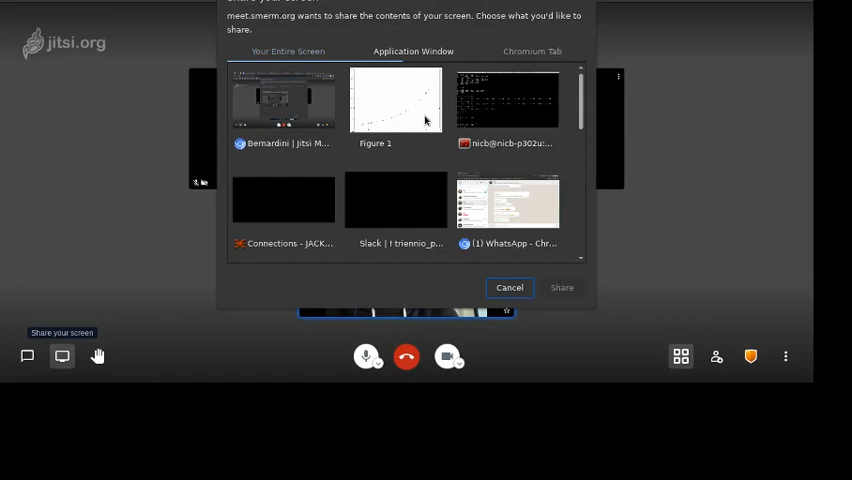 meet.smerm.org wants to share the contents of your screen. Choose what you'd like to
share.
Your Entire Screen Application Window Chromium Tab
jitsi.org
Bernardini | Jitsi M... Figure 1 nicb@nicb-p302u:...
Connections - JACK... Slack | ! triennio_p... (1) WhatsApp - Chr...
Cancel Share
Share your screen